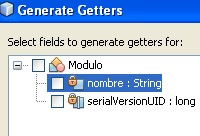 Generate Getters
Select fields to generate getters for:
Modulo
nombre : String
serialVersionUID : long